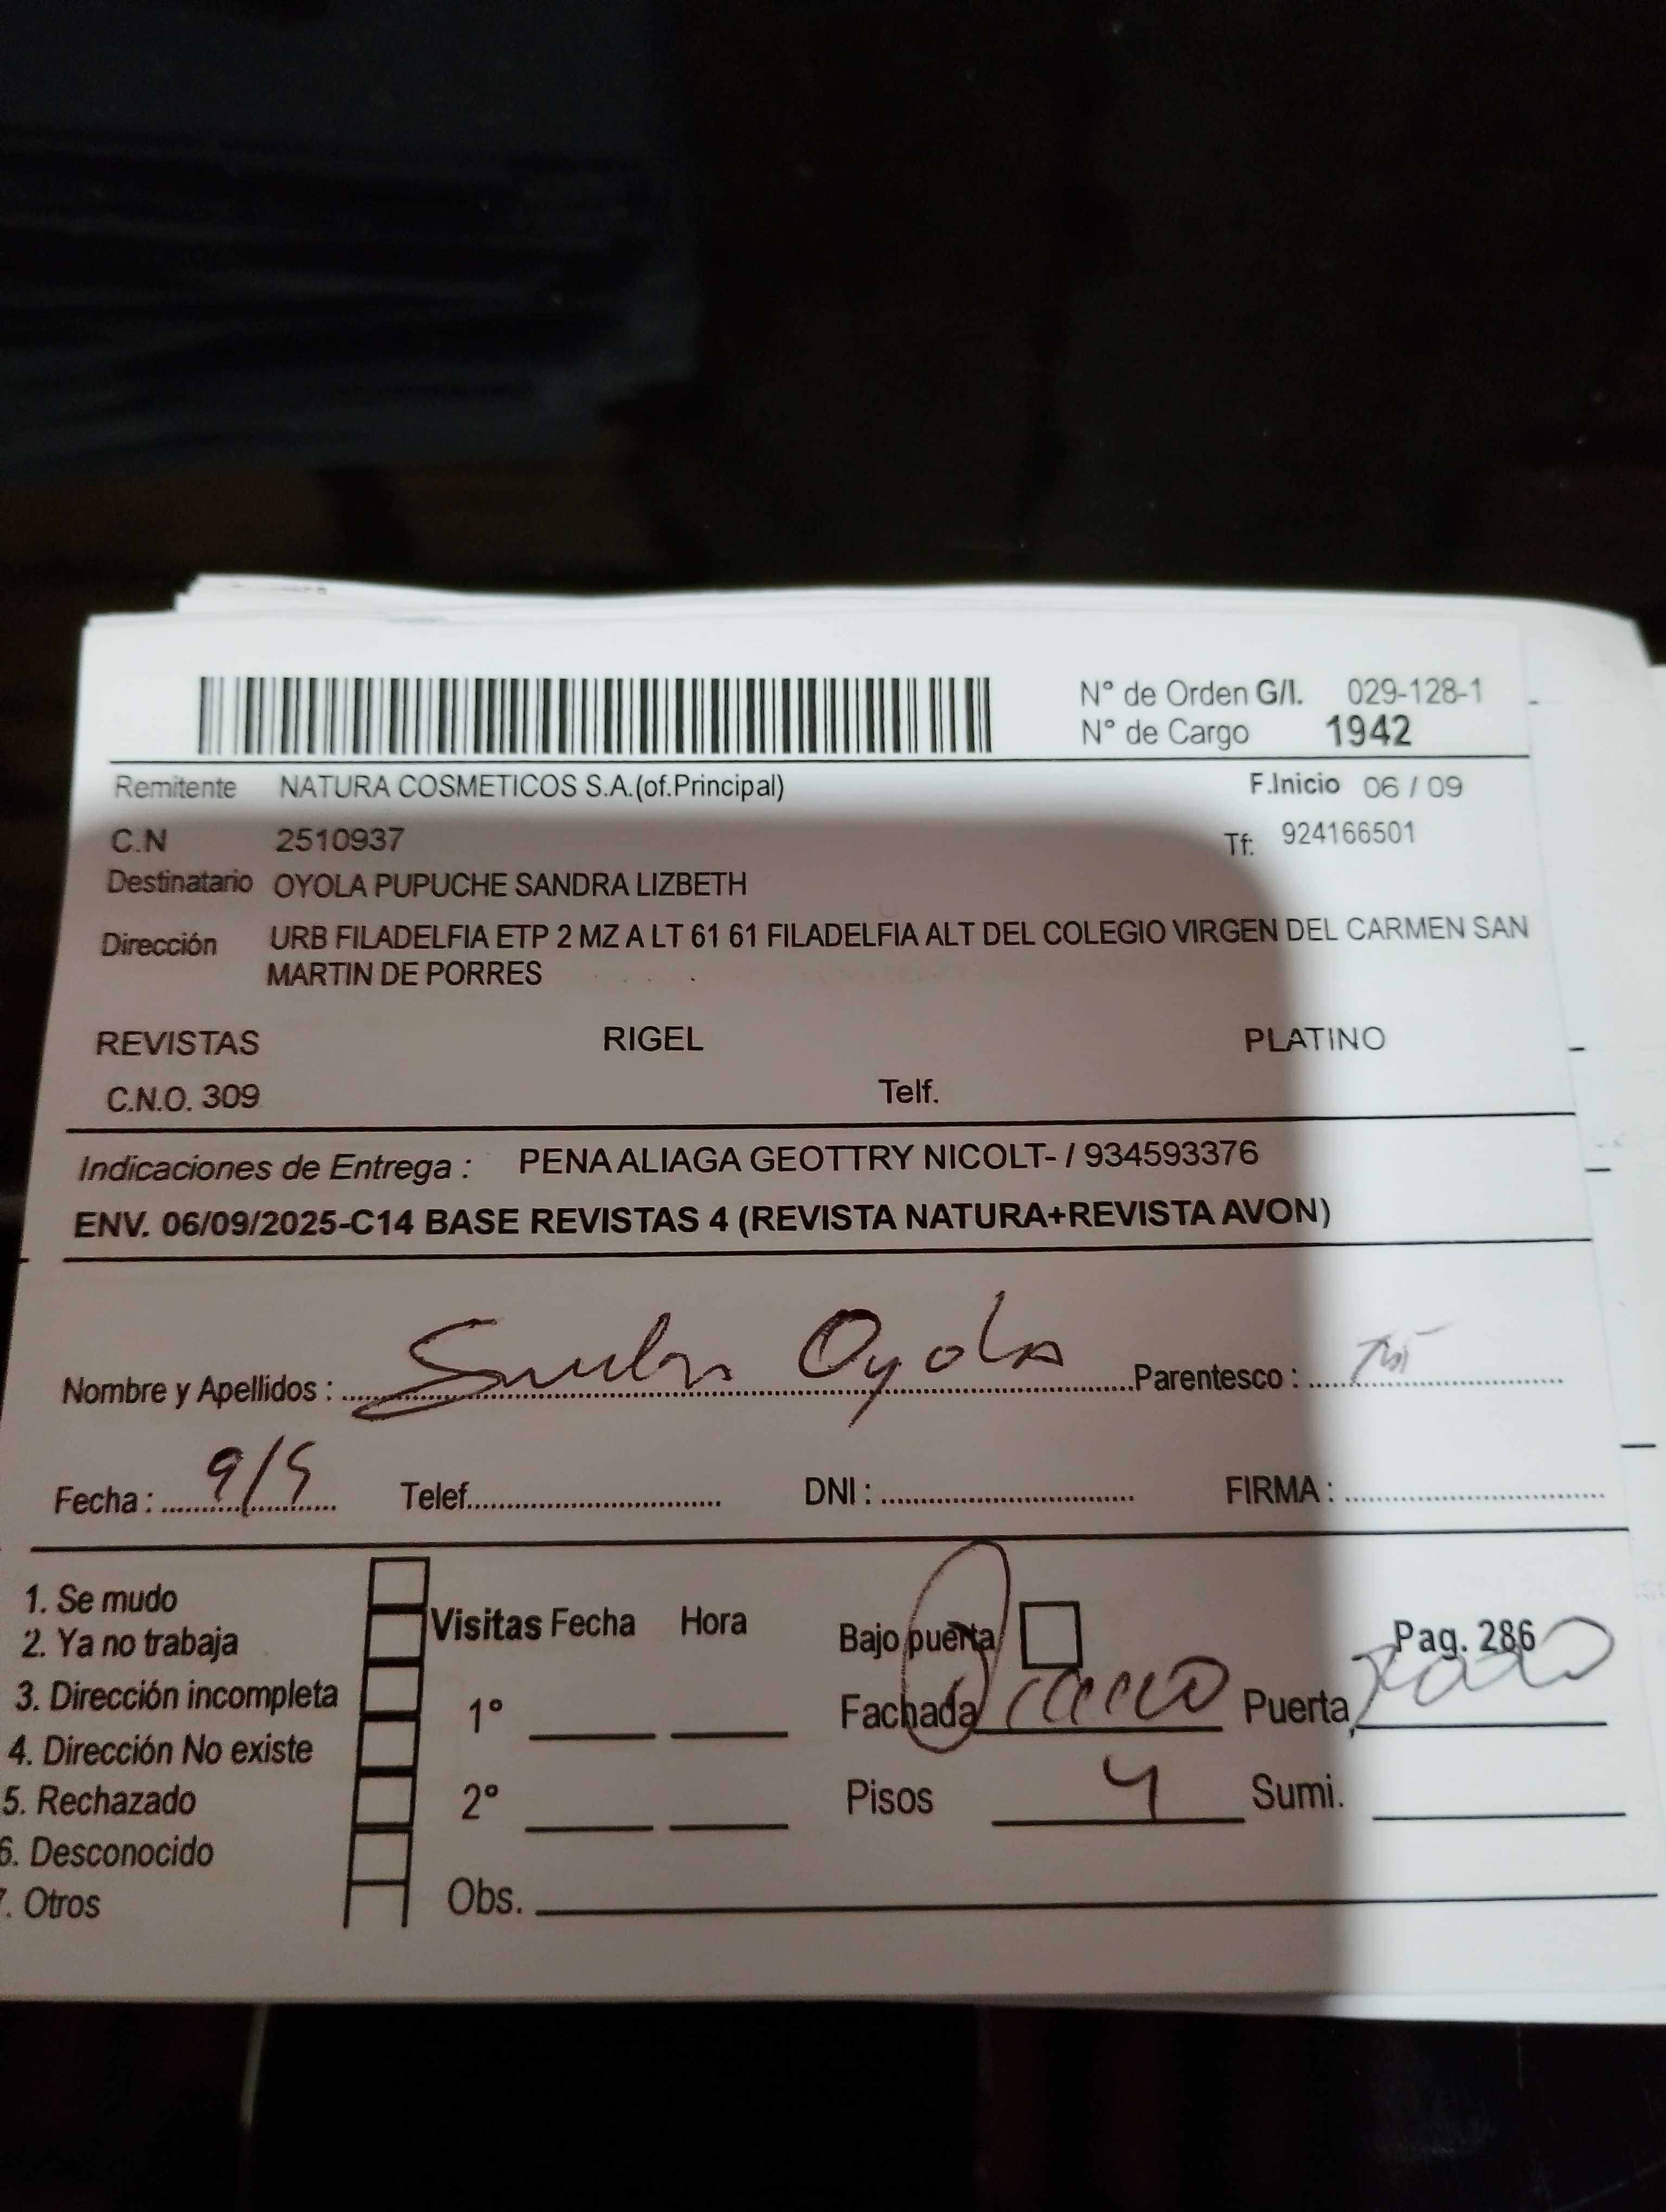 N° de Orden G/I. 029-128-1
N° de Cargo 1942
Remitente NATURA COSMETICOS S.A.(of.Principal) F.Inicio 06 / 09
C.N 2510937 Tf: 924166501
Destinatario OYOLA PUPUCHE SANDRA LIZBETH
Dirección URB FILADELFIA ETP 2 MZ A LT 61 61 FILADELFIA ALT DEL COLEGIO VIRGEN DEL CARMEN SAN
MARTIN DE PORRES
REVISTAS RIGEL PLATINO
C.N.O. 309 Telf.
Indicaciones de Entrega : PENA ALIAGA GEOTTRY NICOLT- / 934593376
ENV. 06/09/2025-C14 BASE REVISTAS 4 (REVISTA NATURA+REVISTA AVON)
Nombre y Apellidos : Oyola Parentesco :
Fecha : Telef. DNI : FIRMA :
1. Se mudo
2. Ya no trabaja
3. Dirección incompleta
4. Dirección No existe
5. Rechazado
6. Desconocido
7. Otros
Visitas Fecha Hora
1°
2°
Obs.
Bajo puerta Pag. 286
Fachada Puerta
Pisos 4 Sumi.